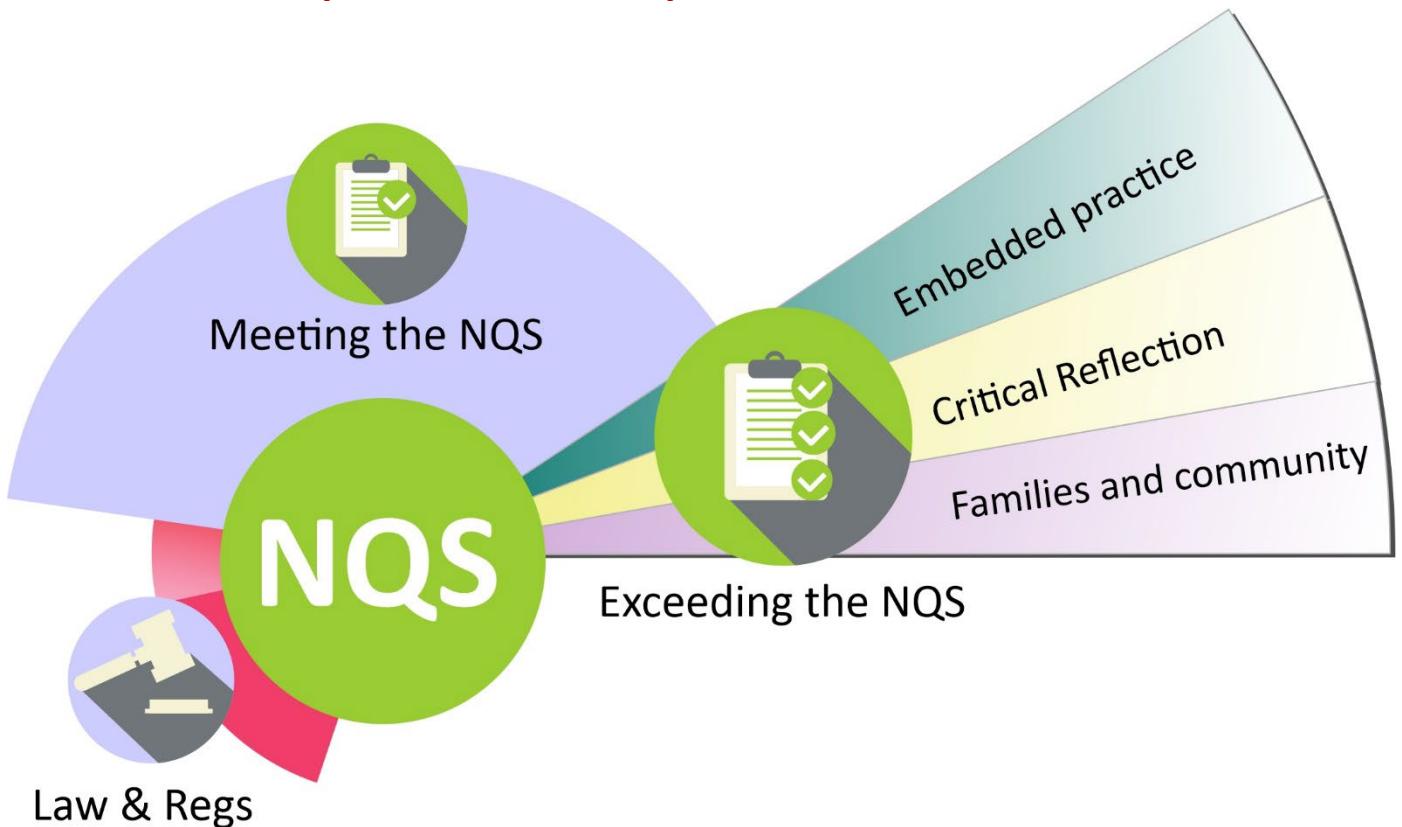 Meeting the NQS
Embedded practice
Critical Reflection
Families and community
NQS
Exceeding the NQS
Law & Regs